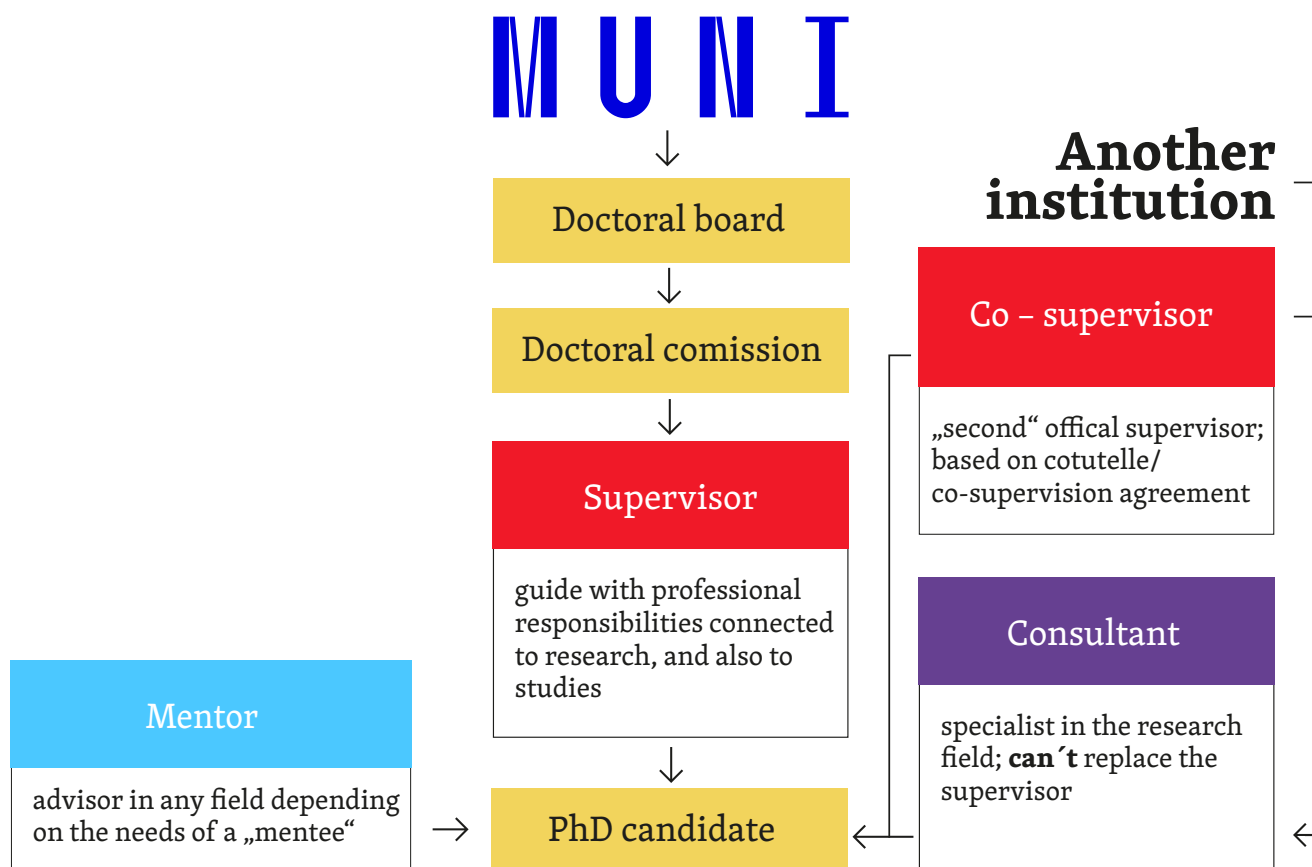 MUNI
Another
institution
Doctoral board
Doctoral comission
Co – supervisor
„second“ offical supervisor;
based on cotutelle/
co-supervision agreement
Supervisor
guide with professional
responsibilities connected
to research, and also to
studies
Consultant
specialist in the research
field; can´t replace the
supervisor
Mentor
advisor in any field depending
on the needs of a „mentee“
PhD candidate